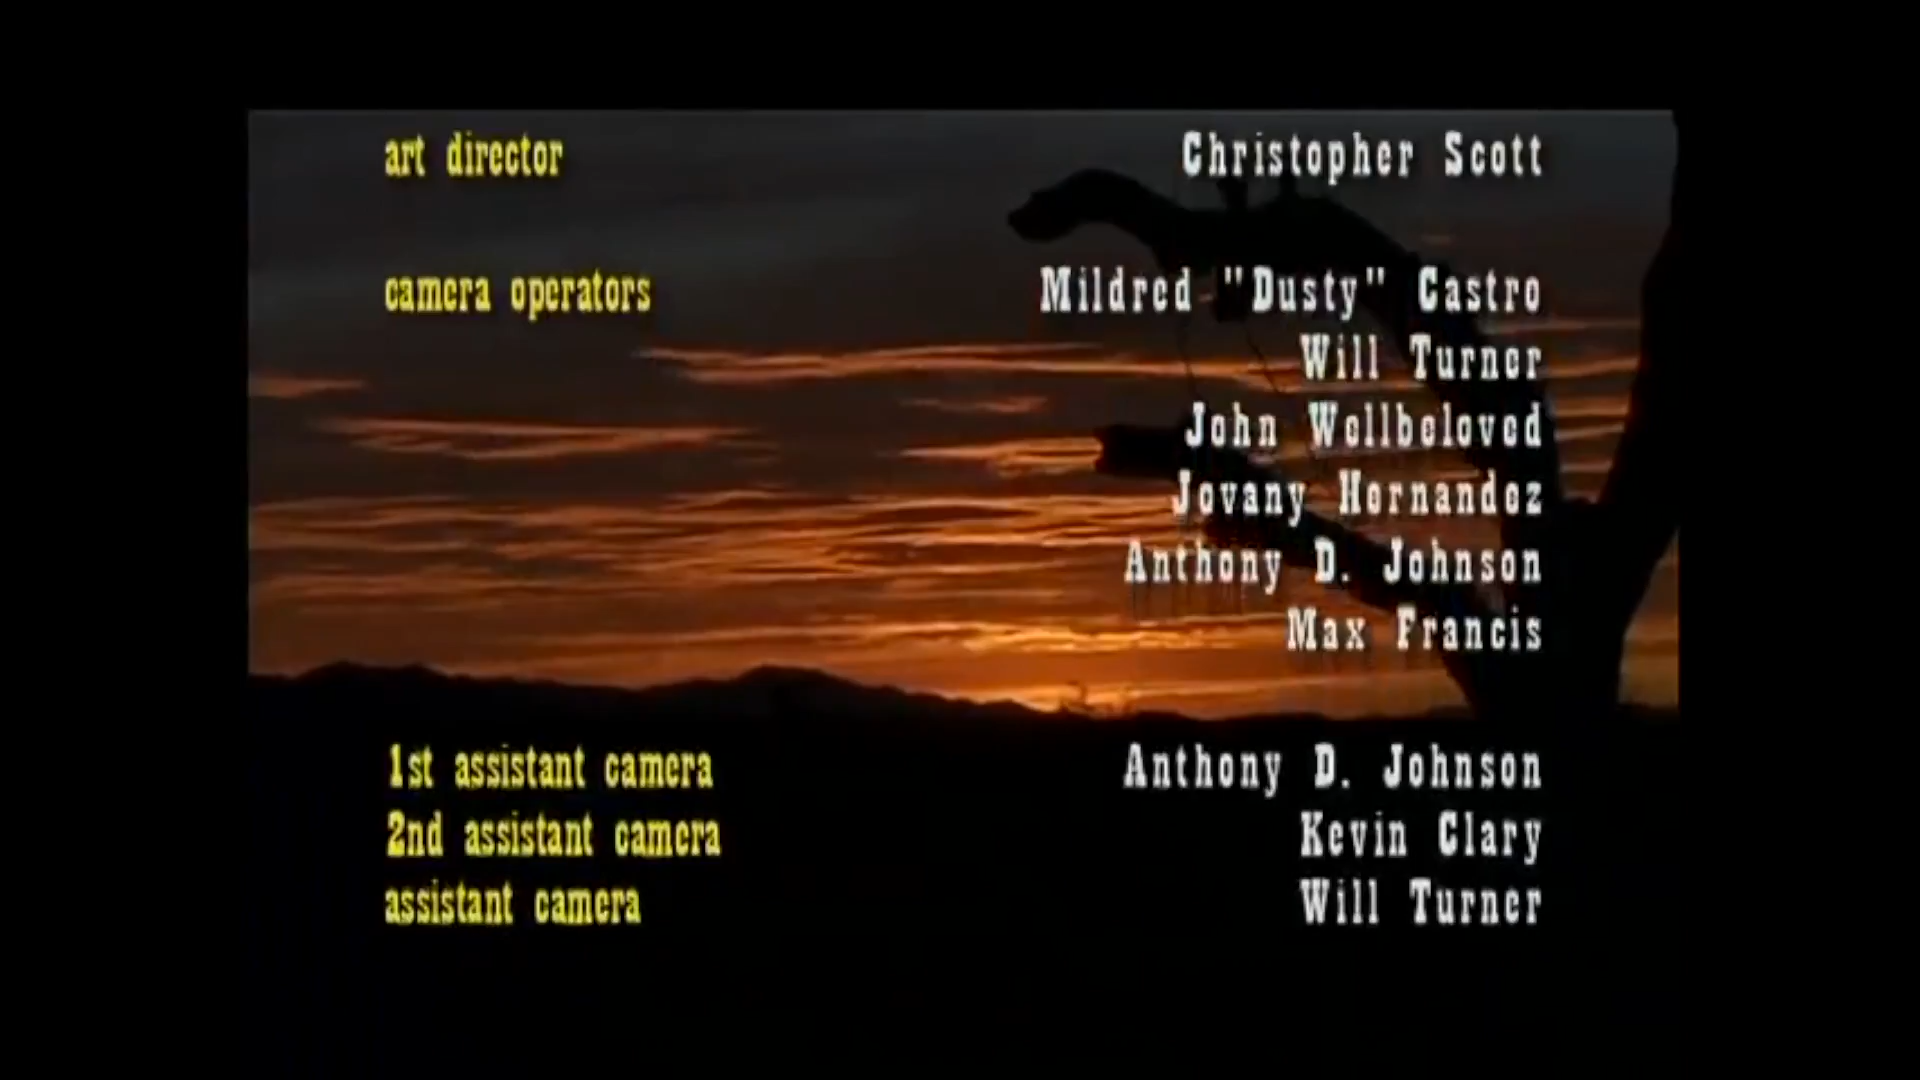 art director Christopher Scott
camera operators Mildred "Dusty" Castro
Will Turner
John Wellbeloved
Jovany Hernandez
Anthony D. Johnson
Max Francis
1st assistant camera Anthony D. Johnson
2nd assistant camera Kevin Clary
assistant camera Will Turner